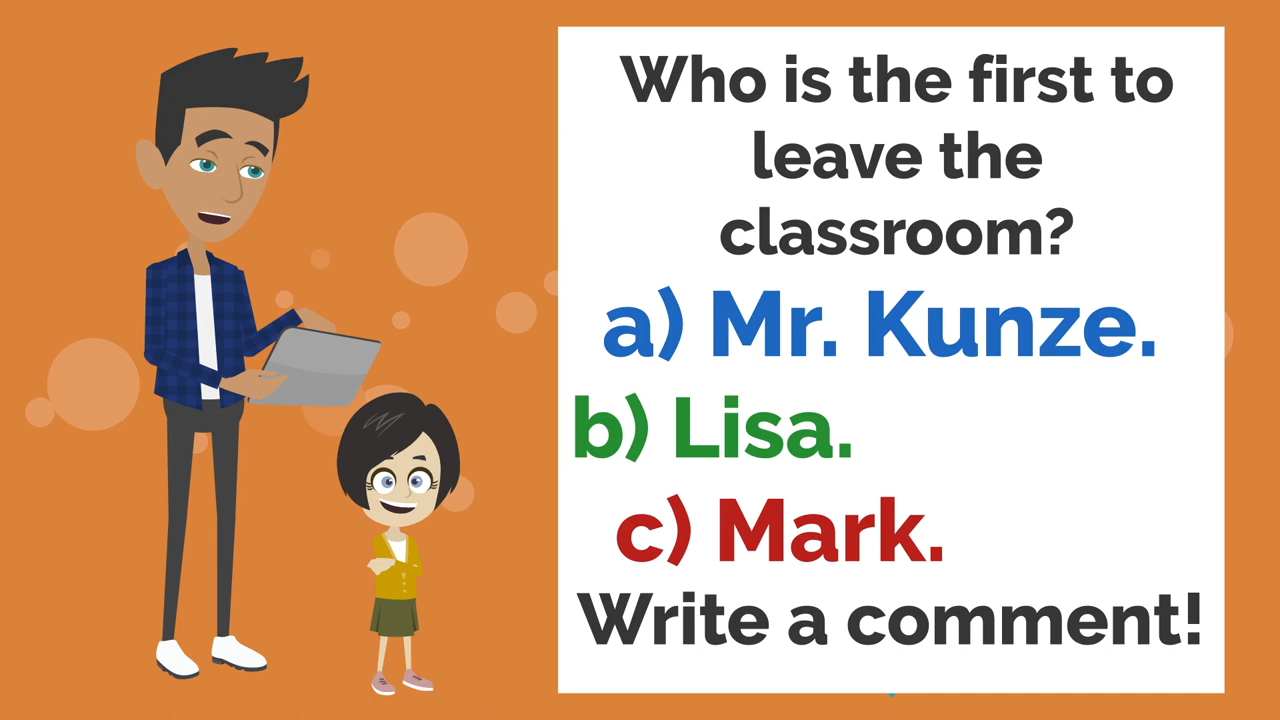 Who is the first to
leave the
classroom?
a) Mr. Kunze.
b) Lisa.
c) Mark.
Write a comment!